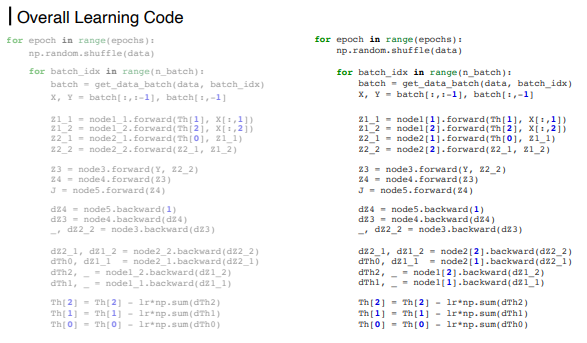 Overall Learning Code
for epoch in range(epochs):
np.random.shuffle(data)
for batch_idx in range(n_batch):
batch = get_data_batch(data, batch_idx)
X, Y = batch[:,:-1], batch[:,-1]
Z1_1 = node1_1.forward(Th[1], X[:,1])
Z1_2 = node1_2.forward(Th[2], X[:,2])
Z2_1 = node2_1.forward(Th[0], Z1_1)
Z2_2 = node2_2.forward(Z2_1, Z1_2)
Z3 = node3.forward(Y, Z2_2)
Z4 = node4.forward(Z3)
J = node5.forward(Z4)
dZ4 = node5.backward(1)
dZ3 = node4.backward(dZ4)
_, dZ2_2 = node3.backward(dZ3)
dZ2_1, dZ1_2 = node2_2.backward(dZ2_2)
dTh0, dZ1_1 = node2_1.backward(dZ2_1)
dTh2, _ = node1_2.backward(dZ1_2)
dTh1, _ = node1_1.backward(dZ1_1)
Th[2] = Th[2] - lr*np.sum(dTh2)
Th[1] = Th[1] - lr*np.sum(dTh1)
Th[0] = Th[0] - lr*np.sum(dTh0)
for epoch in range(epochs):
np.random.shuffle(data)
for batch_idx in range(n_batch):
batch = get_data_batch(data, batch_idx)
X, Y = batch[:,:-1], batch[:,-1]
Z1_1 = node1[1].forward(Th[1], X[:,1])
Z1_2 = node1[2].forward(Th[2], X[:,2])
Z2_1 = node2[1].forward(Th[0], Z1_1)
Z2_2 = node2[2].forward(Z2_1, Z1_2)
Z3 = node3.forward(Y, Z2_2)
Z4 = node4.forward(Z3)
J = node5.forward(Z4)
dZ4 = node5.backward(1)
dZ3 = node4.backward(dZ4)
_, dZ2_2 = node3.backward(dZ3)
dZ2_1, dZ1_2 = node2[2].backward(dZ2_2)
dTh0, dZ1_1 = node2[1].backward(dZ2_1)
dTh2, _ = node1[2].backward(dZ1_2)
dTh1, _ = node1[1].backward(dZ1_1)
Th[2] = Th[2] - lr*np.sum(dTh2)
Th[1] = Th[1] - lr*np.sum(dTh1)
Th[0] = Th[0] - lr*np.sum(dTh0)